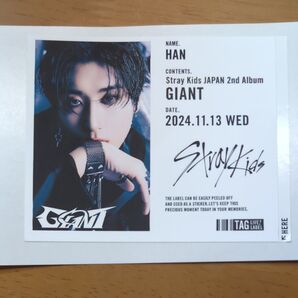 NAME.
HAN
CONTENTS.
Stray Kids JAPAN 2nd Album
GIANT
DATE.
2024.11.13 WED
Stray Kids
THE LABEL CAN BE EASILY PEELED OFF
AND USED AS A STICKER. LET'S KEEP THIS
PRECIOUS MOMENT TODAY IN YOUR MEMORIES.
TAG LIVE/ LABEL
GIANT
HERE